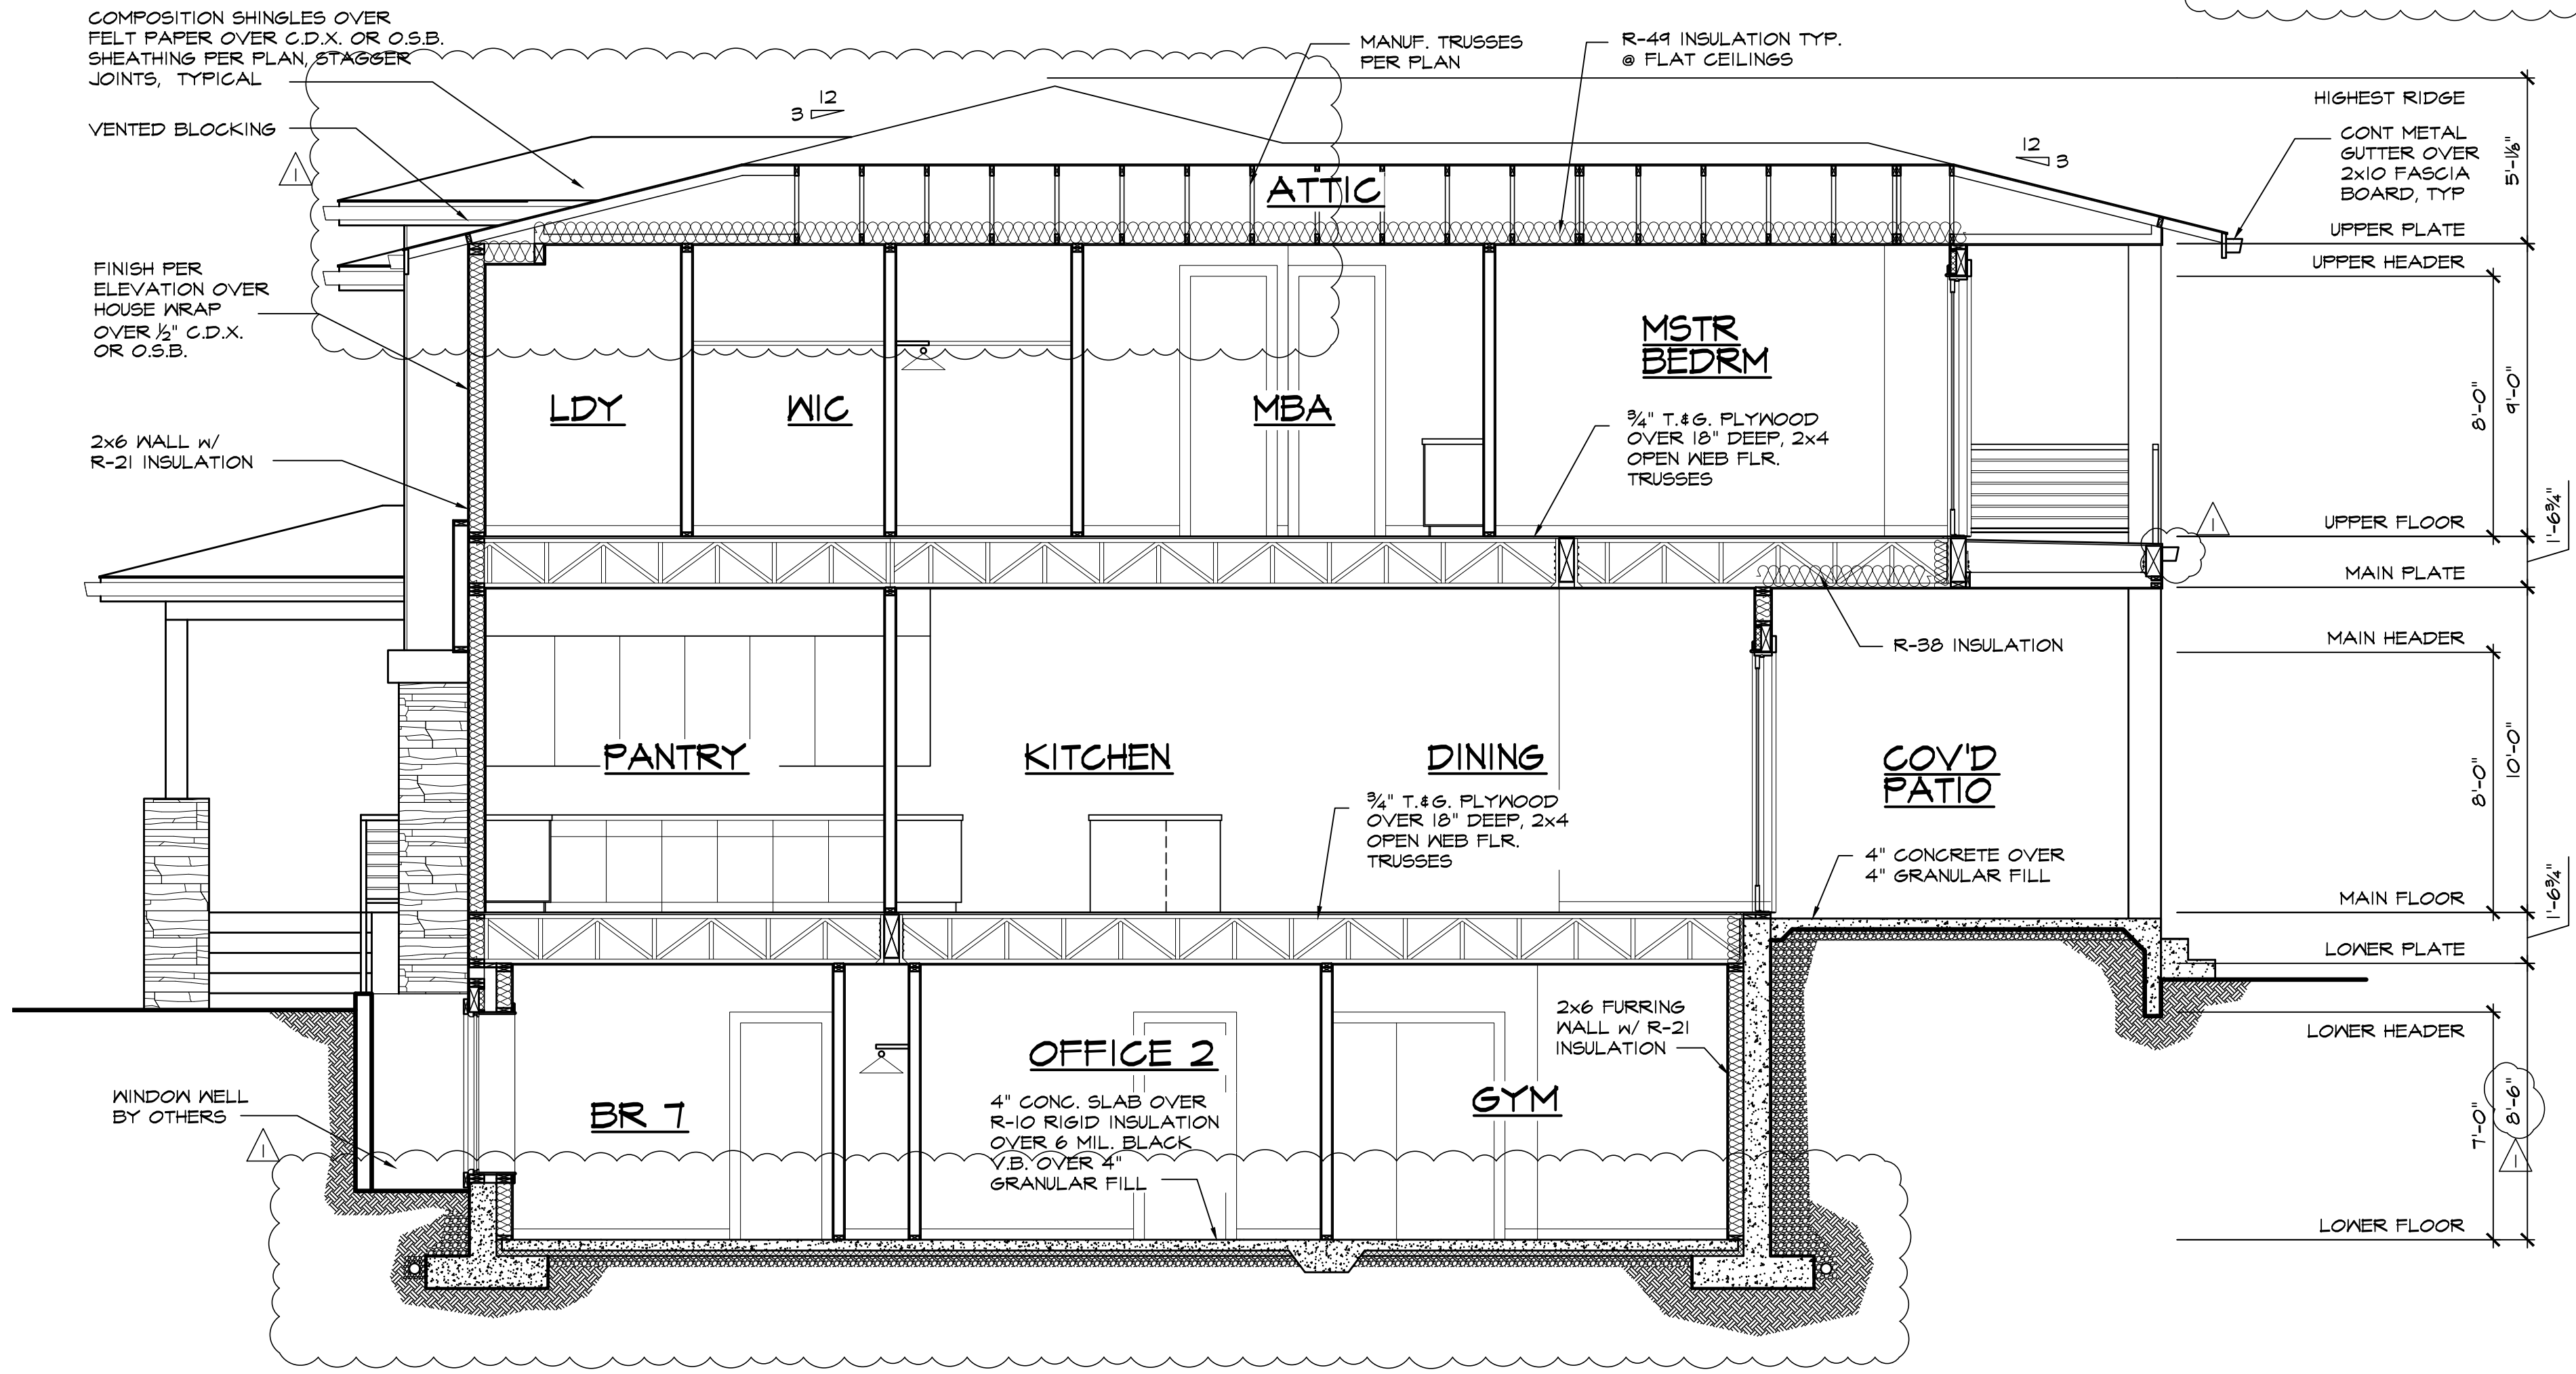 COMPOSITION SHINGLES OVER
FELT PAPER OVER C.D.X. OR O.S.B.
SHEATHING PER PLAN, STAGGER
JOINTS, TYPICAL
VENTED BLOCKING
1
FINISH PER
ELEVATION OVER
HOUSE WRAP
OVER ½" C.D.X.
OR O.S.B.
2x6 WALL w/
R-21 INSULATION
WINDOW WELL
BY OTHERS
1
12
3
MANUF. TRUSSES
PER PLAN
R-49 INSULATION TYP.
@ FLAT CEILINGS
12
3
ATTIC
LDY
WIC
MBA
MSTR
BEDRM
¾" T.&G. PLYWOOD
OVER 18" DEEP, 2x4
OPEN WEB FLR.
TRUSSES
R-38 INSULATION
PANTRY
KITCHEN
DINING
COV'D
PATIO
¾" T.&G. PLYWOOD
OVER 18" DEEP, 2x4
OPEN WEB FLR.
TRUSSES
4" CONCRETE OVER
4" GRANULAR FILL
BR 7
OFFICE 2
4" CONC. SLAB OVER
R-10 RIGID INSULATION
OVER 6 MIL. BLACK
V.B. OVER 4"
GRANULAR FILL
GYM
2x6 FURRING
WALL w/ R-21
INSULATION
HIGHEST RIDGE
CONT METAL
GUTTER OVER
2x10 FASCIA
BOARD, TYP
5'-1⅛"
UPPER PLATE
UPPER HEADER
8'-0"
9'-0"
1
UPPER FLOOR
1'-6¾"
MAIN PLATE
MAIN HEADER
8'-0"
10'-0"
MAIN FLOOR
1'-6¾"
LOWER PLATE
LOWER HEADER
7'-0"
8'-6"
1
LOWER FLOOR